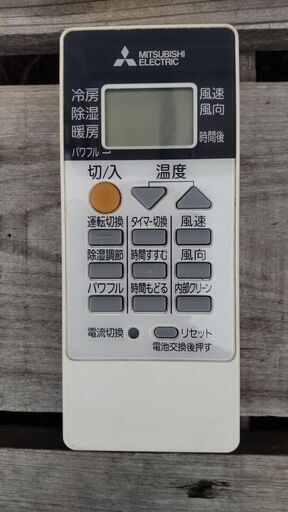 MITSUBISHI
ELECTRIC
冷房 風速
除湿 風向
暖房 時間後
パワフル
切/入 温度
運転切換 タイマー切換 風速
除湿調節 時間すすむ 風向
パワフル 時間もどる 内部クリーン
電流切換 リセット
電池交換後押す